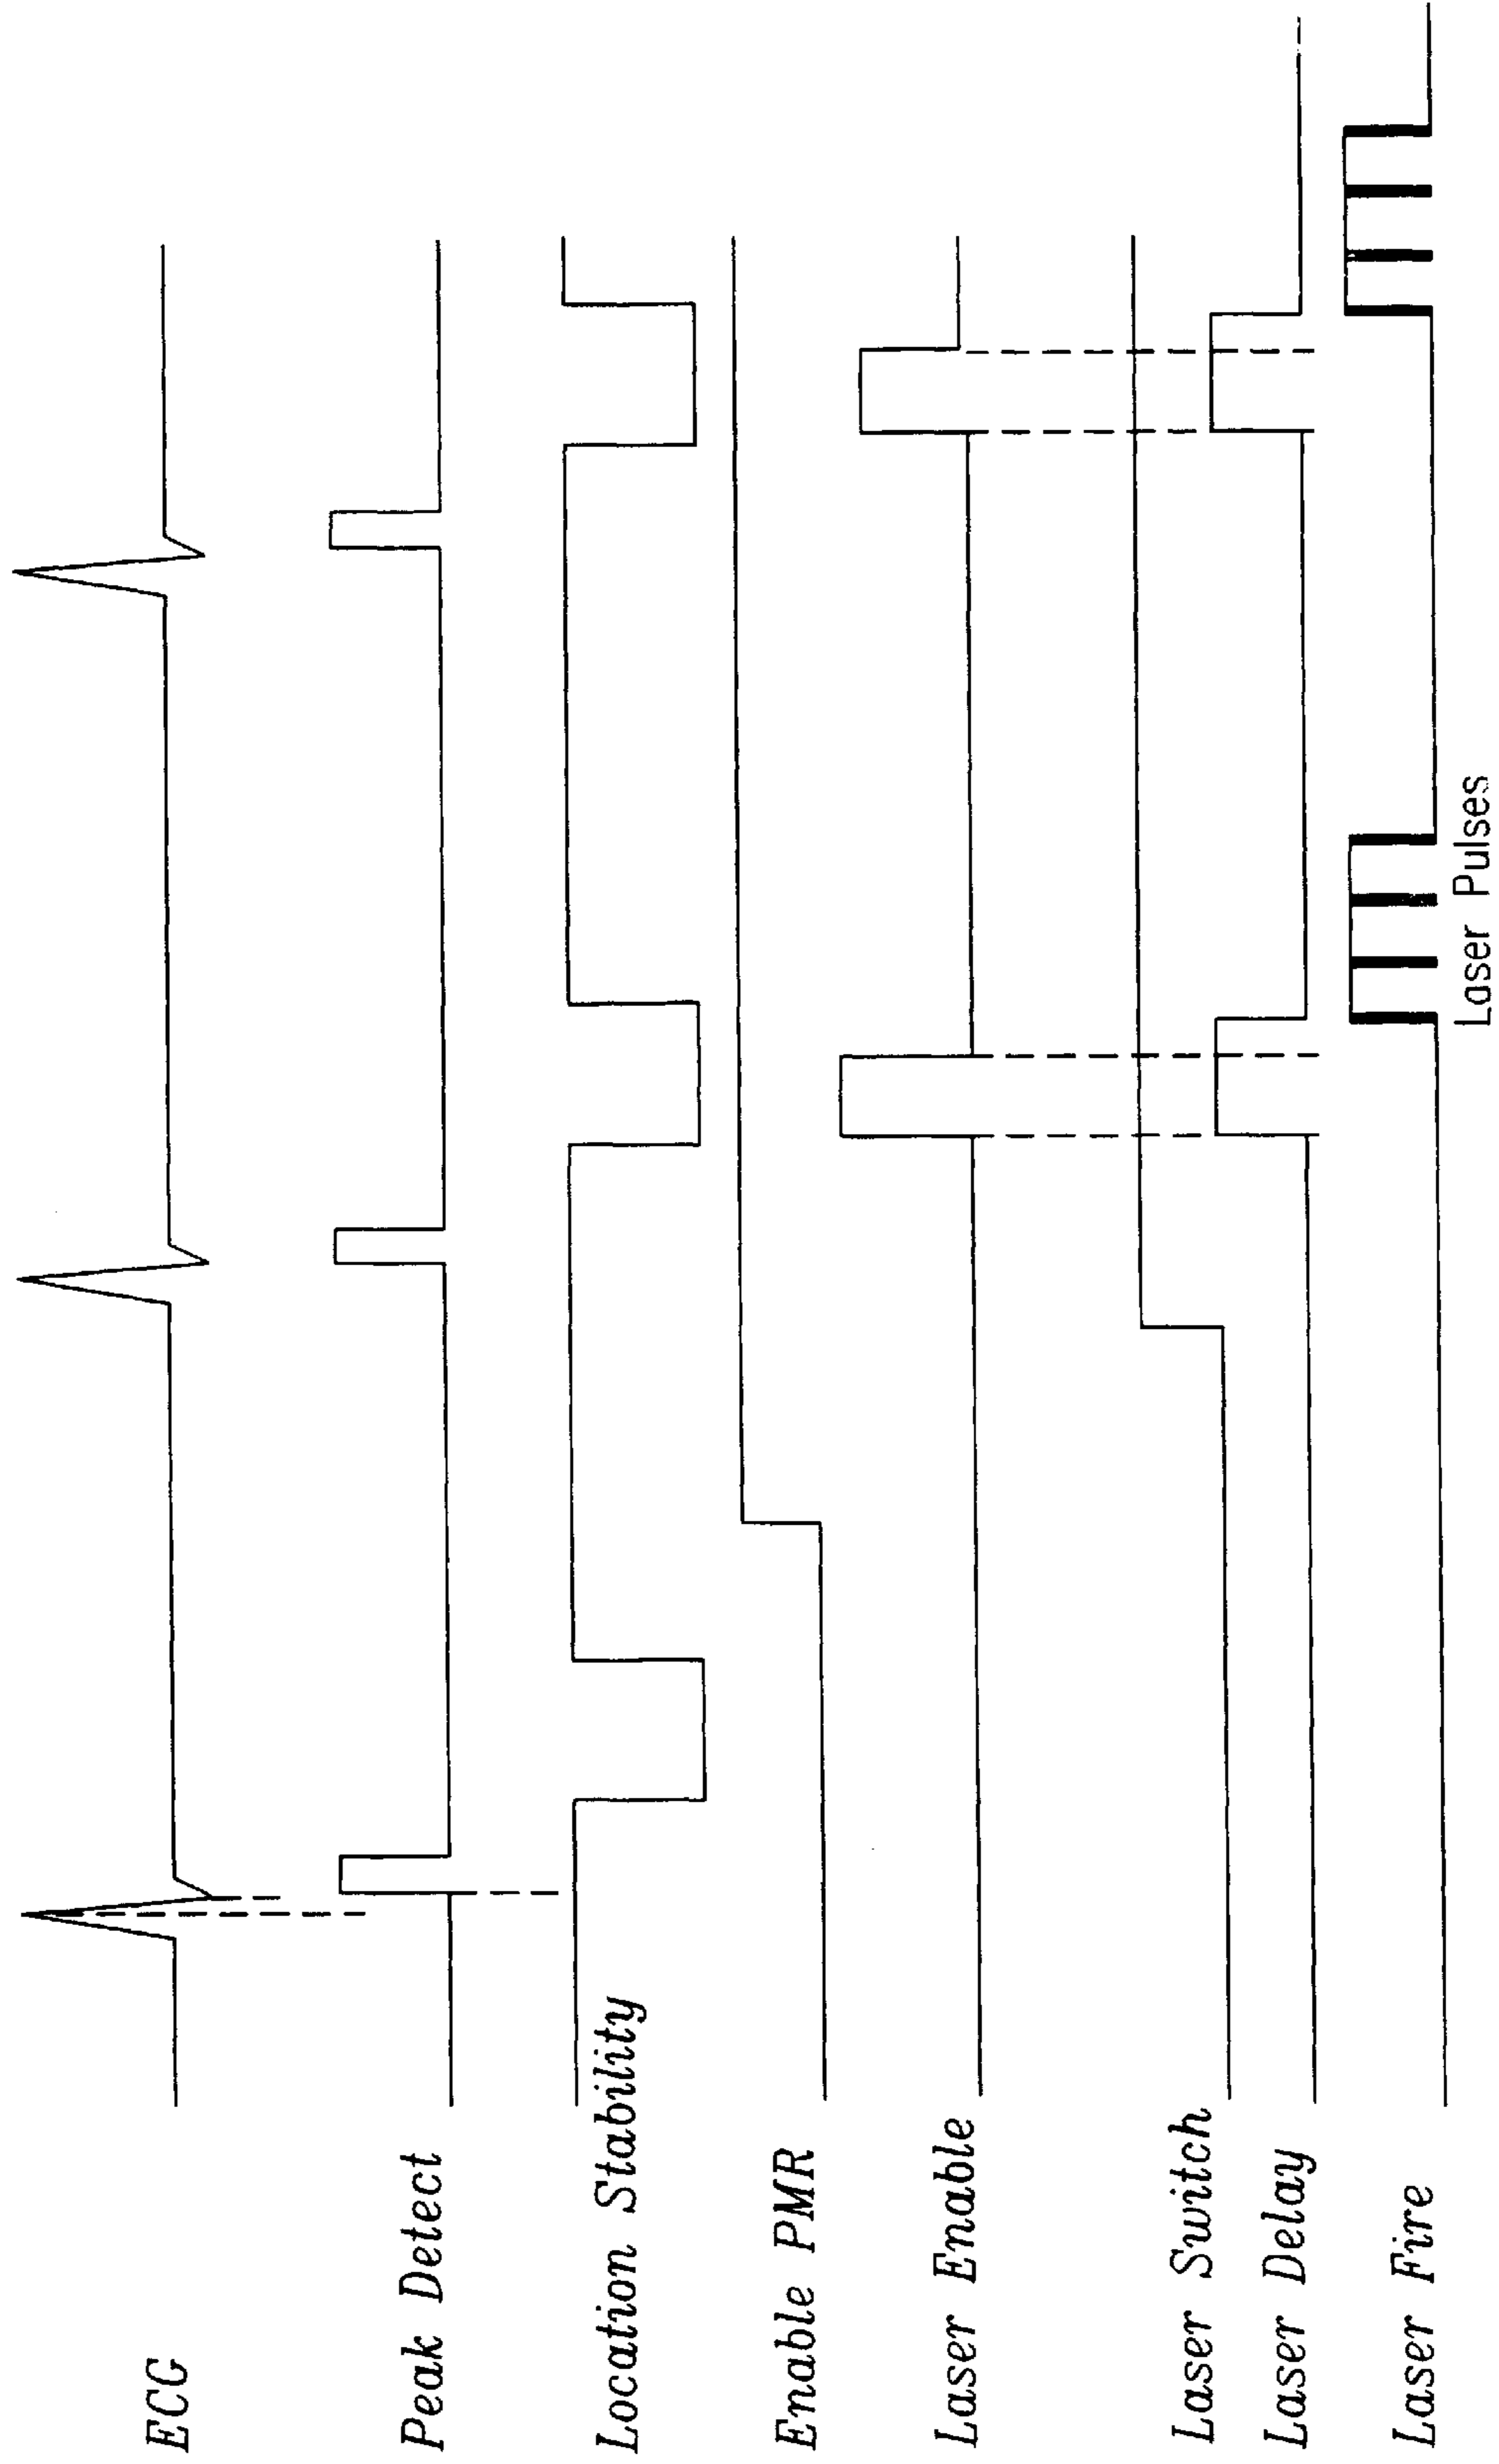 ECG
Peak Detect
Location Stability
Enable PMR
Laser Enable
Laser Switch
Laser Delay
Laser Fire
Laser Pulses